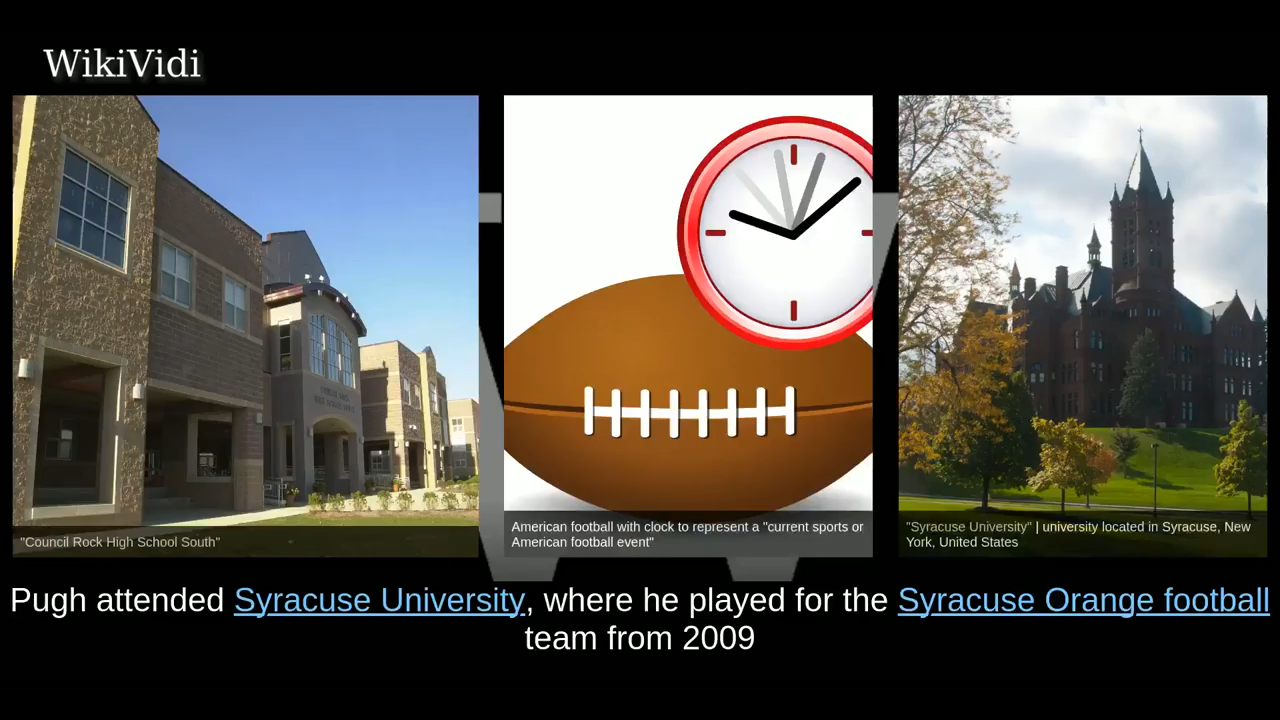 WikiVidi
"Council Rock High School South"
American football with clock to represent a "current sports or
American football event"
"Syracuse University" | university located in Syracuse, New
York, United States
Pugh attended Syracuse University, where he played for the Syracuse Orange football
team from 2009